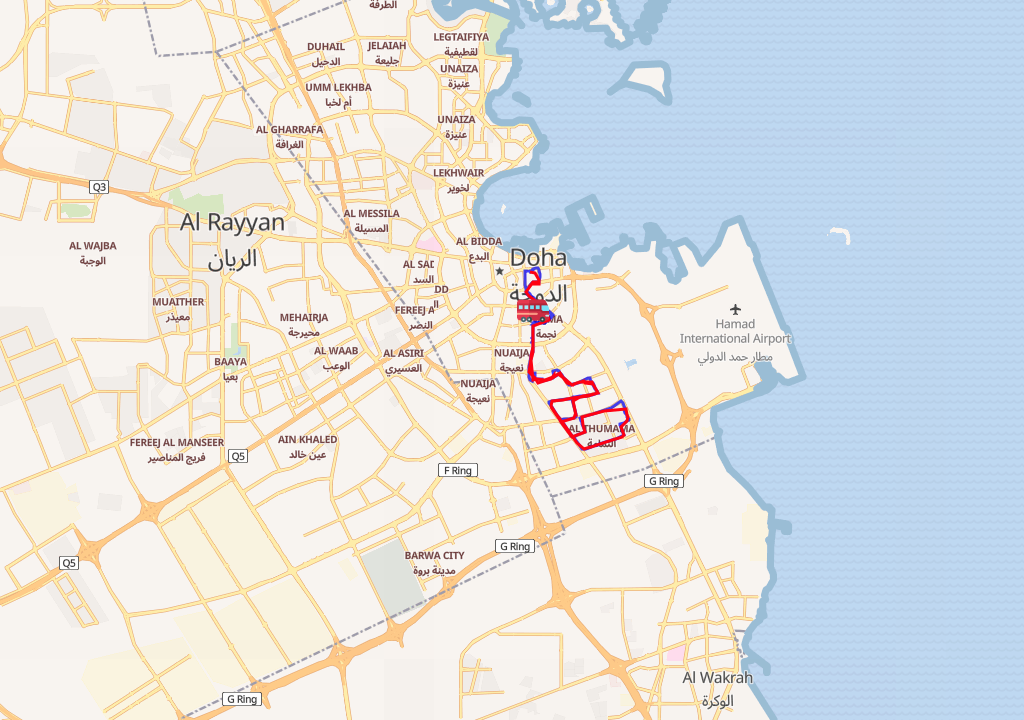 الطرفة
LEGTAIFIYA
لقطيفية
DUHAIL
الدحيل
JELAIAH
جليعة
UNAIZA
عنيزة
UMM LEKHBA
أم لخبا
UNAIZA
عنيزة
AL GHARRAFA
الغرافة
LEKHWAIR
لخوير
Q3
Al Rayyan
الريان
AL MESSILA
المسيلة
AL WAJBA
الوجبة
AL BIDDA
البدع
Doha
الدوحة
AL SAD
السد
DD
MUAITHER
معيذر
MEHAIRJA
محيرجة
FEREEJ A
النصر
نجمة
Hamad
International Airport
مطار حمد الدولي
BAAYA
بعيا
AL WAAB
الوعب
AL ASIRI
العسيري
NUAIJA
نعيجة
NUAIJA
نعيجة
AL THUMAMA
الثمامة
FEREEJ AL MANSEER
فريج المناصير
AIN KHALED
عين خالد
Q5
F Ring
G Ring
G Ring
BARWA CITY
مدينة بروة
Q5
Al Wakrah
الوكرة
G Ring